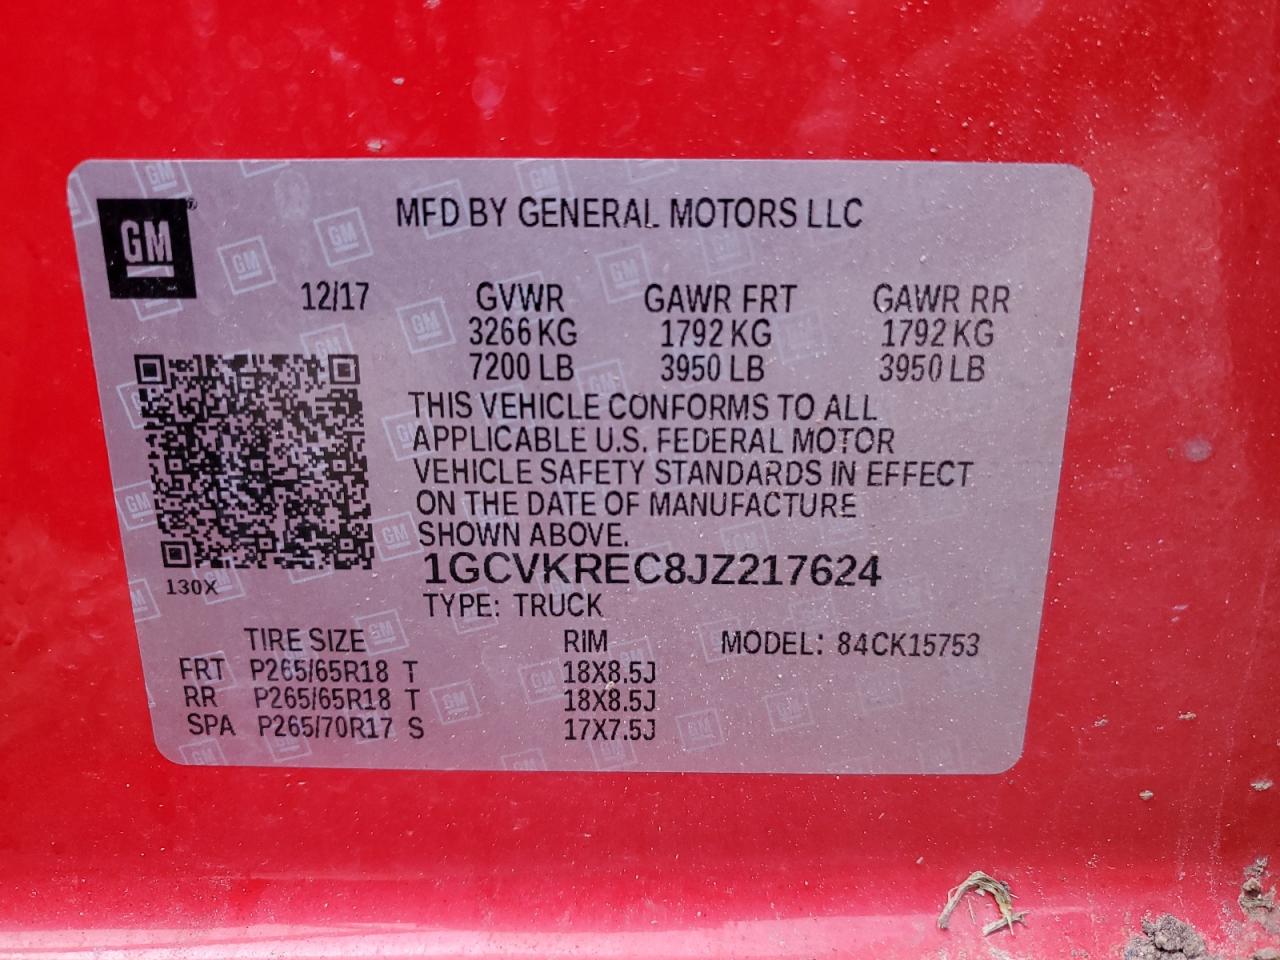 GM®
MFD BY GENERAL MOTORS LLC
12/17 GVWR GAWR FRT GAWR RR
3266 KG 1792 KG 1792 KG
7200 LB 3950 LB 3950 LB
THIS VEHICLE CONFORMS TO ALL
APPLICABLE U.S. FEDERAL MOTOR
VEHICLE SAFETY STANDARDS IN EFFECT
ON THE DATE OF MANUFACTURE
SHOWN ABOVE.
1GCVKREC8JZ217624
130X
TYPE: TRUCK
TIRE SIZE RIM MODEL: 84CK15753
FRT P265/65R18 T 18X8.5J
RR P265/65R18 T 18X8.5J
SPA P265/70R17 S 17X7.5J